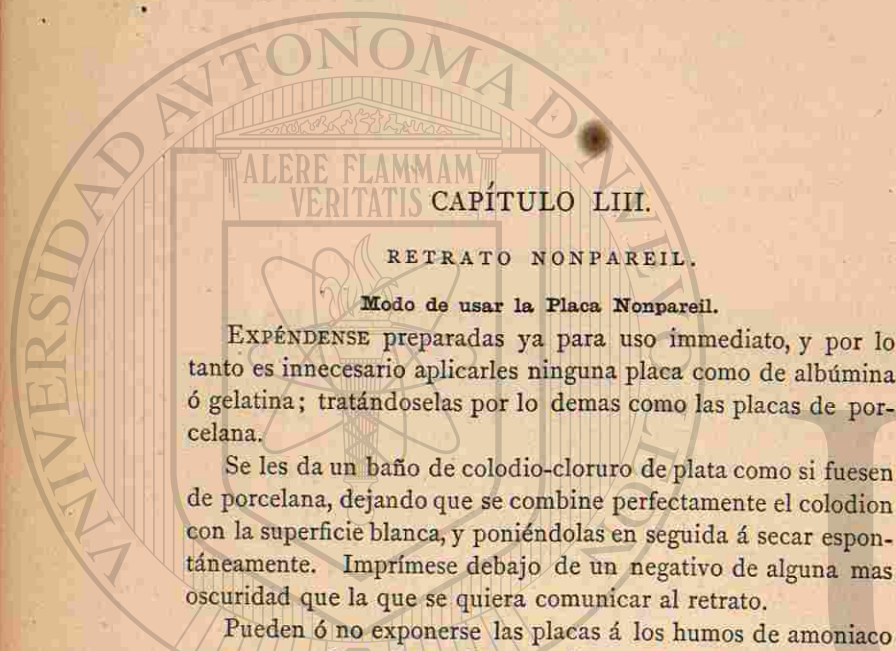 UNIVERSIDAD AVTONOMA DE NVEVO LEON
ALERE FLAMMAM
VERITATIS
CAPÍTULO LIII.
RETRATO NONPAREIL.
Modo de usar la Placa Nonpareil.
EXPÉNDENSE preparadas ya para uso immediato, y por lo
tanto es innecesario aplicarles ninguna placa como de albúmina
ó gelatina; tratándoselas por lo demas como las placas de por-
celana.
Se les da un baño de colodio-cloruro de plata como si fuesen
de porcelana, dejando que se combine perfectamente el colodion
con la superficie blanca, y poniéndolas en seguida á secar espon-
táneamente. Imprímese debajo de un negativo de alguna mas
oscuridad que la que se quiera comunicar al retrato.
Pueden ó no exponerse las placas á los humos de amoniaco